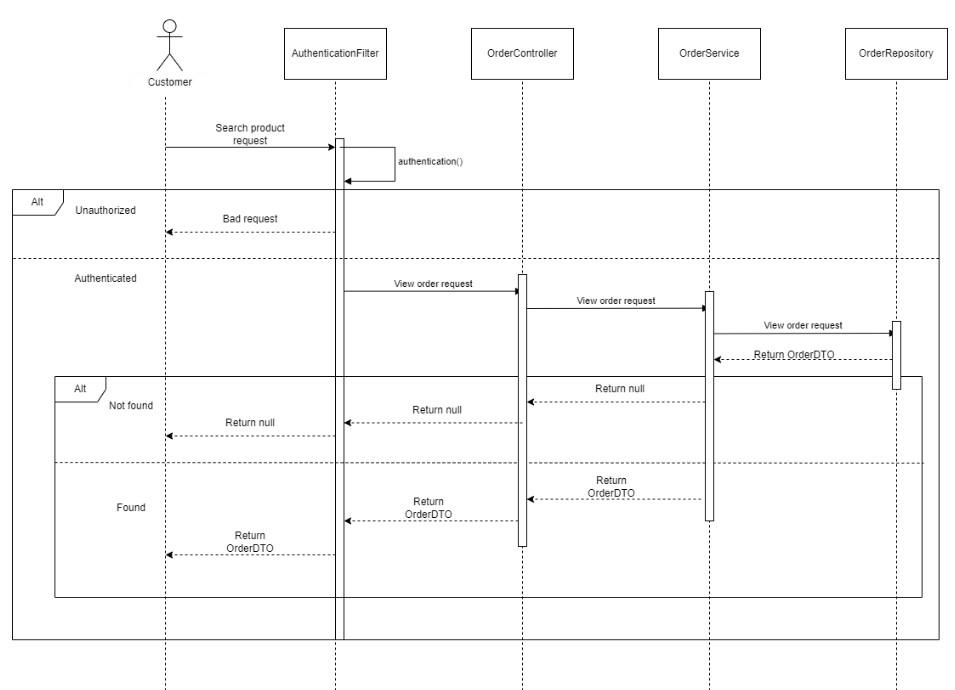 Customer
AuthenticationFilter
OrderController
OrderService
OrderRepository
Search product
request
authentication()
Alt
Unauthorized
Bad request
Authenticated
View order request
View order request
View order request
Return OrderDTO
Alt
Not found
Return null
Return null
Return null
Found
Return
OrderDTO
Return
OrderDTO
Return
OrderDTO